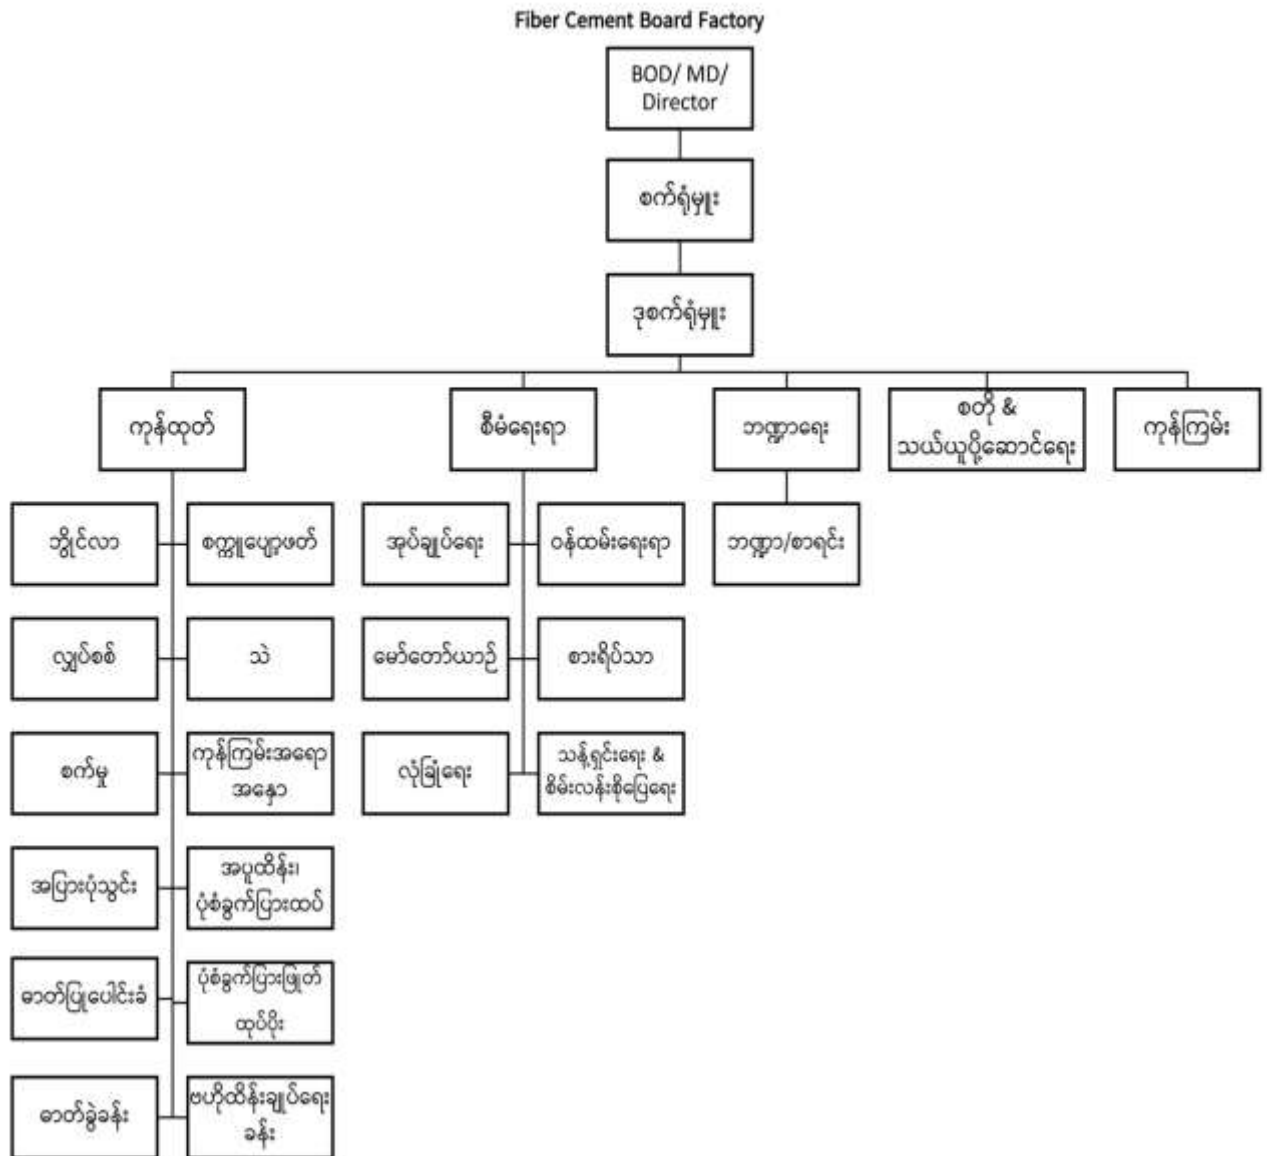 Fiber Cement Board Factory
BOD/ MD/
Director
စက်ရုံမှူး
ဒုစက်ရုံမှူး
ကုန်ထုတ်
စီမံရေးရာ
ဘဏ္ဍာရေး
စတို &
သယ်ယူပို့ဆောင်ရေး
ကုန်ကြမ်း
ဘွိုင်လာ
စက္ကူပျော့ဖတ်
အုပ်ချုပ်ရေး
ဝန်ထမ်းရေးရာ
ဘဏ္ဍာ/စာရင်း
လျှပ်စစ်
သဲ
မော်တော်ယာဉ်
စားရိပ်သာ
စက်မှု
ကုန်ကြမ်းအရော
အနှော
လုံခြုံရေး
သန့်ရှင်းရေး &
စိမ်းလန်းစိုပြေရေး
အပြားပုံသွင်း
အပူထိန်း၊
ပုံစံခွက်ပြားထပ်
ဓာတ်ပြုပေါင်းခံ
ပုံစံခွက်ပြားဖြုတ်
ထုပ်ပိုး
ဓာတ်ခွဲခန်း
ဗဟိုထိန်းချုပ်ရေး
ခန်း